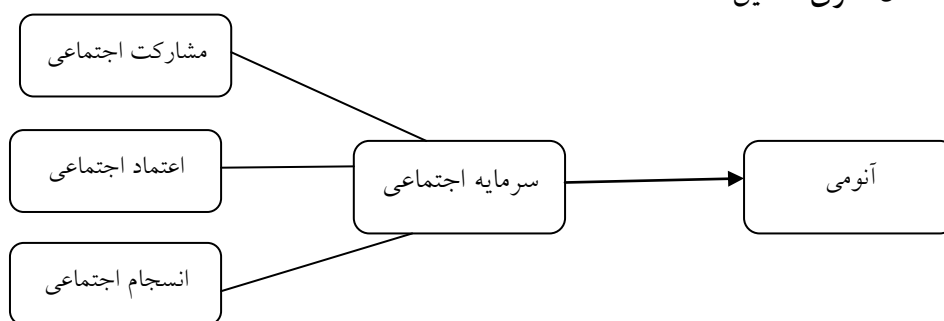 مشارکت اجتماعی
اعتماد اجتماعی
سرمایه اجتماعی
آنومی
انسجام اجتماعی